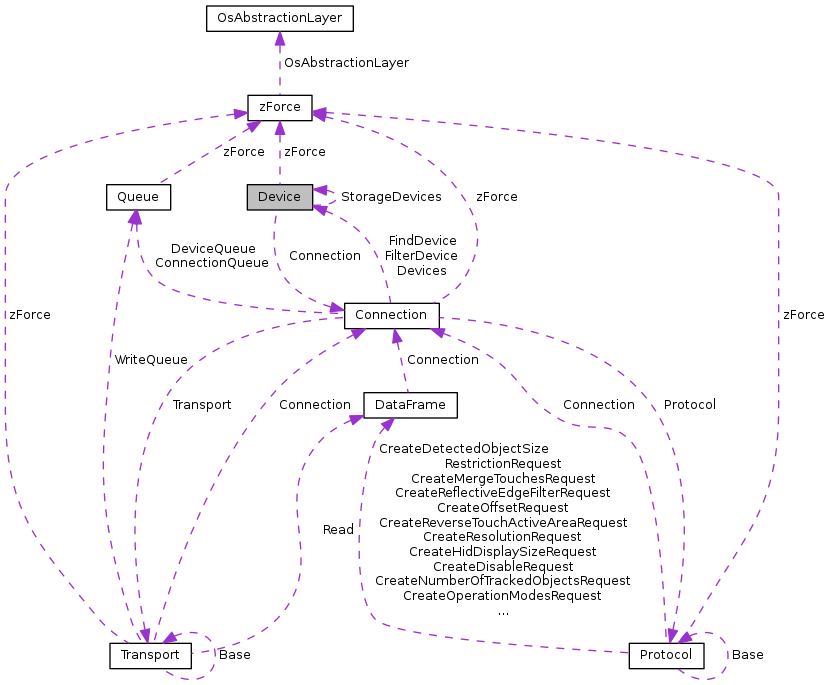 OsAbstractionLayer
OsAbstractionLayer
zForce
zForce
zForce
Queue
Device
StorageDevices
zForce
DeviceQueue
ConnectionQueue
Connection
FindDevice
FilterDevice
Devices
zForce
Connection
zForce
WriteQueue
Connection
Transport
Connection
DataFrame
Connection
Protocol
Read
CreateDetectedObjectSize
RestrictionRequest
CreateMergeTouchesRequest
CreateReflectiveEdgeFilterRequest
CreateOffsetRequest
CreateReverseTouchActiveAreaRequest
CreateResolutionRequest
CreateHidDisplaySizeRequest
CreateDisableRequest
CreateNumberOfTrackedObjectsRequest
CreateOperationModesRequest
...
Transport
Base
Protocol
Base